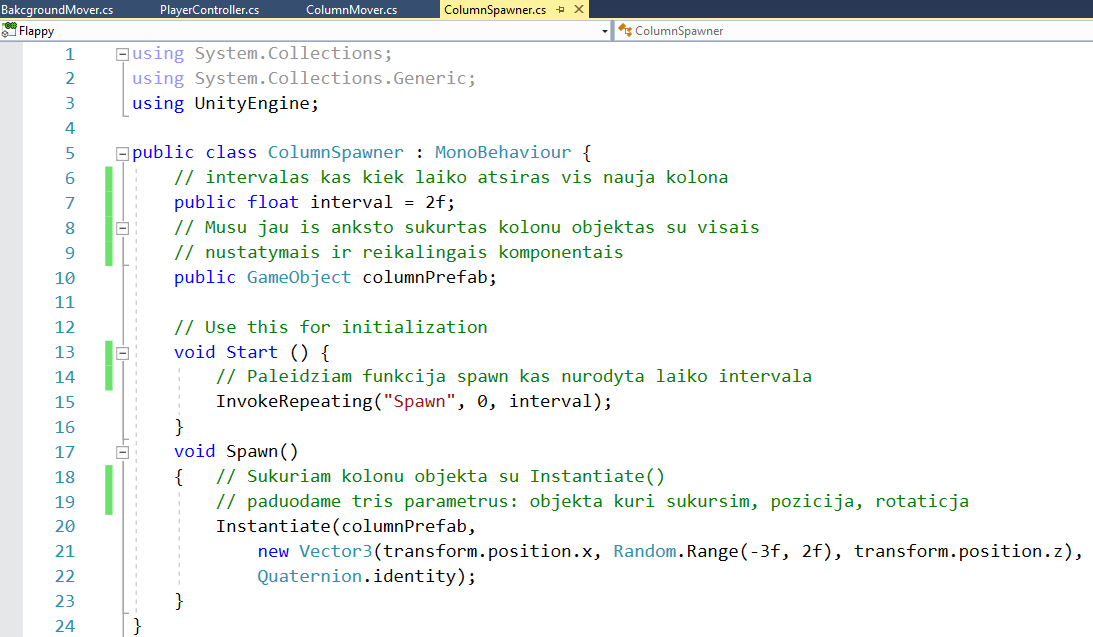 BakcgroundMover.cs PlayerController.cs ColumnMover.cs ColumnSpawner.cs
Flappy ColumnSpawner
1 using System.Collections;
2 using System.Collections.Generic;
3 using UnityEngine;
4
5 public class ColumnSpawner : MonoBehaviour {
6 // intervalas kas kiek laiko atsiras vis nauja kolona
7 public float interval = 2f;
8 // Musu jau is anksto sukurtas kolonu objektas su visais
9 // nustatymais ir reikalingais komponentais
10 public GameObject columnPrefab;
11
12 // Use this for initialization
13 void Start () {
14 // Paleidziam funkcija spawn kas nurodyta laiko intervala
15 InvokeRepeating("Spawn", 0, interval);
16 }
17 void Spawn()
18 { // Sukuriam kolonu objekta su Instantiate()
19 // paduodame tris parametrus: objekta kuri sukursim, pozicija, rotaticja
20 Instantiate(columnPrefab,
21 new Vector3(transform.position.x, Random.Range(-3f, 2f), transform.position.z),
22 Quaternion.identity);
23 }
24 }